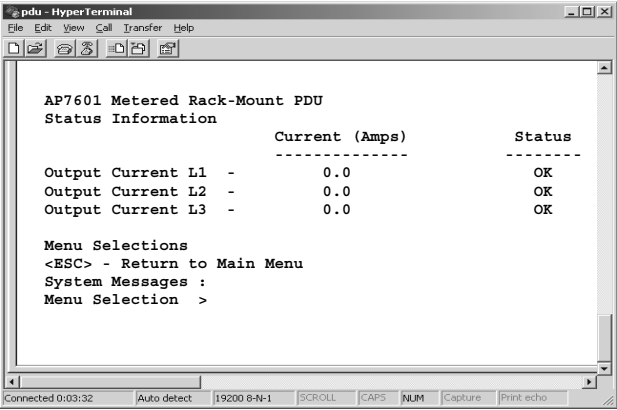 pdu - HyperTerminal
File Edit View Call Transfer Help
AP7601 Metered Rack-Mount PDU
Status Information
Current (Amps) Status
-------------- --------
Output Current L1 - 0.0 OK
Output Current L2 - 0.0 OK
Output Current L3 - 0.0 OK
Menu Selections
<ESC> - Return to Main Menu
System Messages :
Menu Selection >
Connected 0:03:32 Auto detect 19200 8-N-1 SCROLL CAPS NUM Capture Print echo